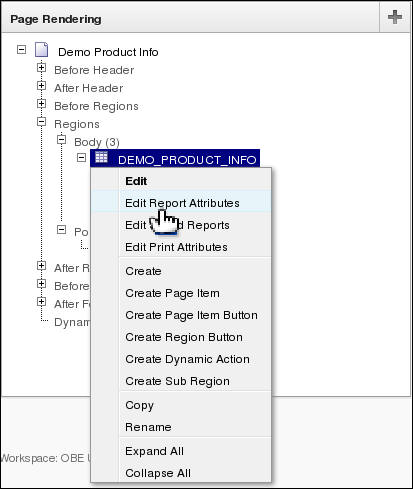 Page Rendering
Demo Product Info
Before Header
After Header
Before Regions
Regions
Body (3)
DEMO_PRODUCT_INFO
Edit
Edit Report Attributes
Edit Reports
Edit Print Attributes
Create
Create Page Item
Create Page Item Button
Create Region Button
Create Dynamic Action
Create Sub Region
Copy
Rename
Expand All
Collapse All
Po
After R
Before
After Fo
Dynam
Workspace: OBE